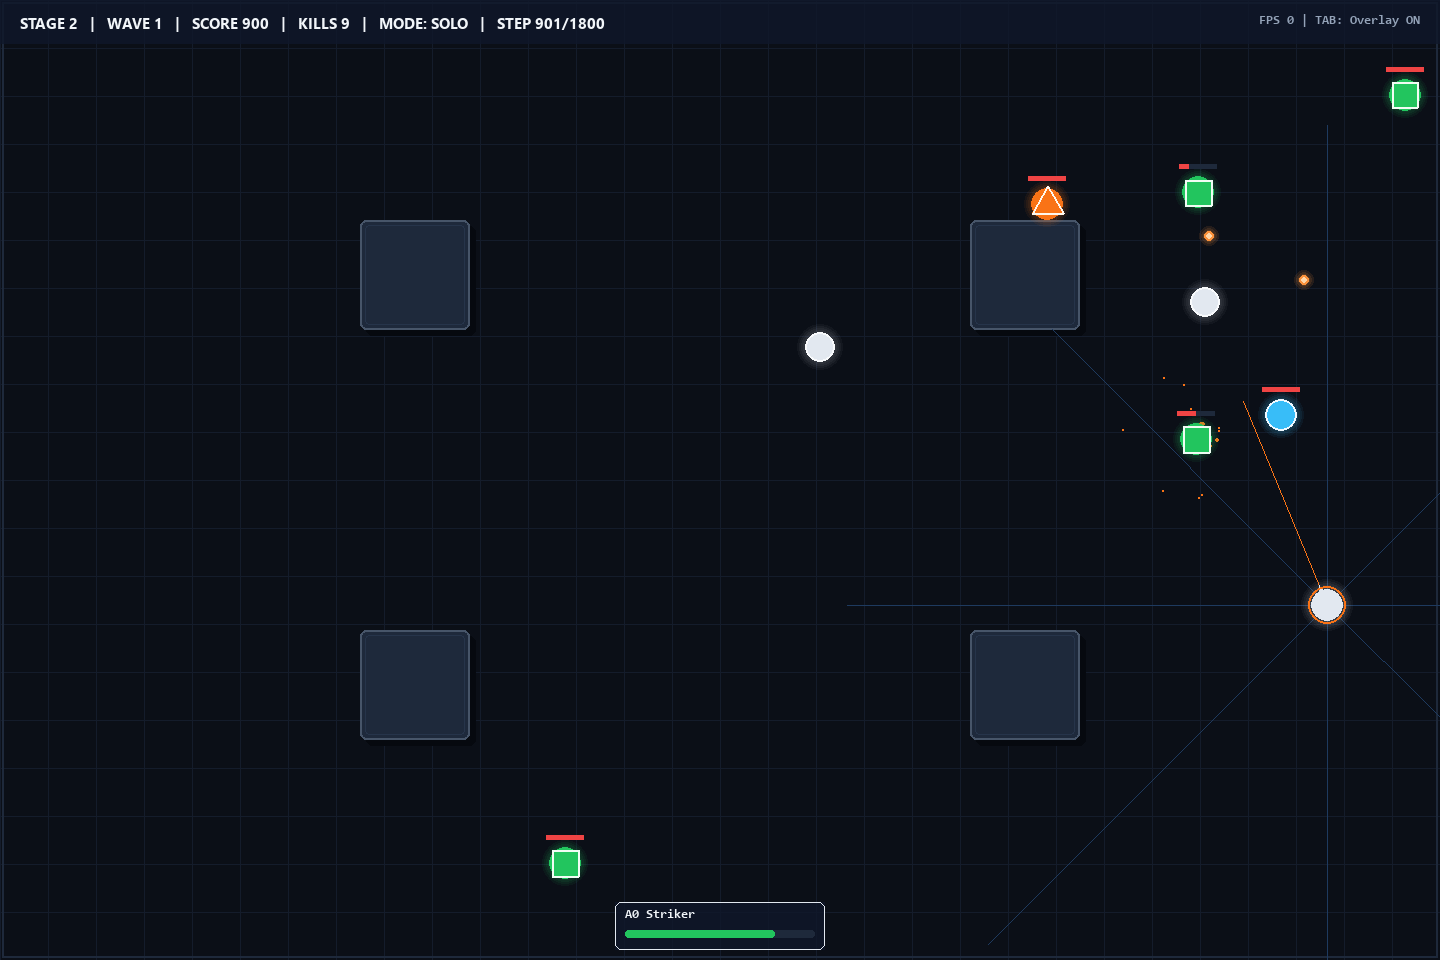 STAGE 2 | WAVE 1 | SCORE 900 | KILLS 9 | MODE: SOLO | STEP 901/1800
FPS 0 | TAB: Overlay ON
A0 Striker